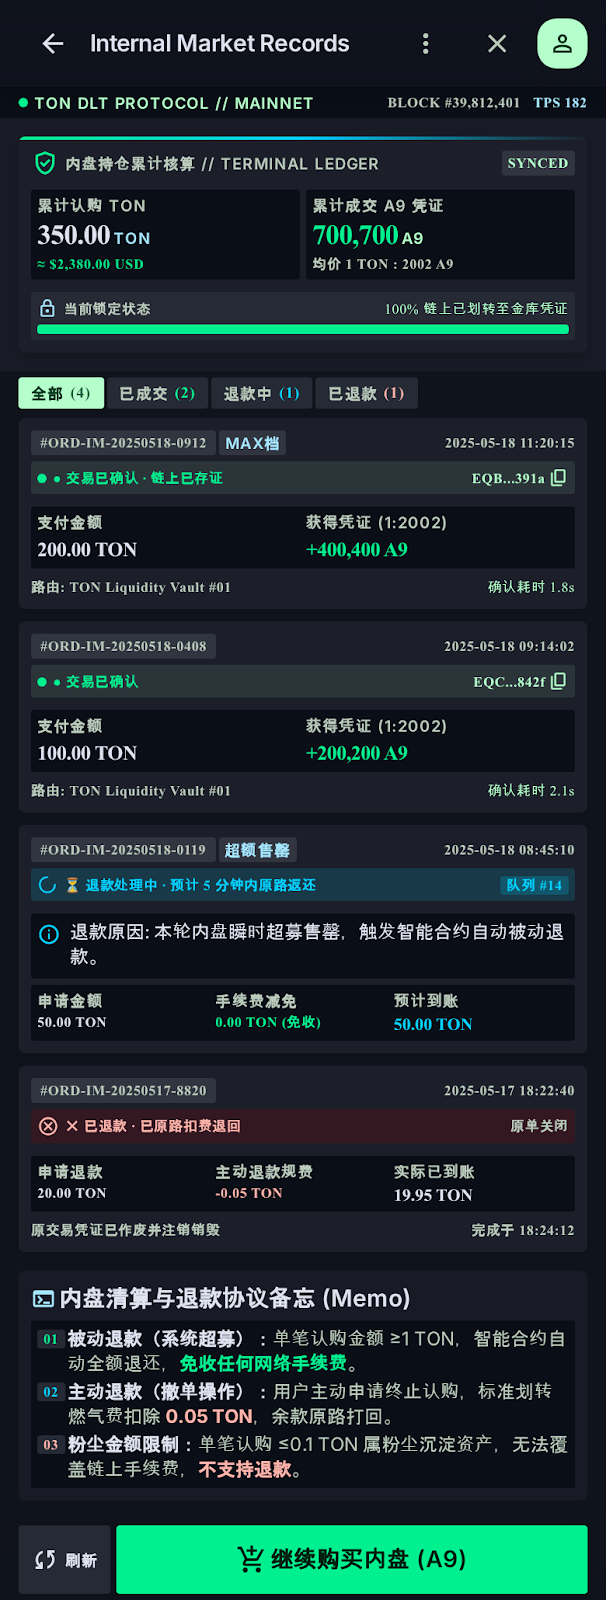 Internal Market Records
TON DLT PROTOCOL // MAINNET BLOCK #39,812,401 TPS 182
内盘持仓累计核算 // TERMINAL LEDGER SYNCED
累计认购 TON
350.00 TON
≈ $2,380.00 USD
累计成交 A9 凭证
700,700 A9
均价 1 TON : 2002 A9
当前锁定状态 100% 链上已划转至金库凭证
全部 (4) 已成交 (2) 退款中 (1) 已退款 (1)
#ORD-IM-20250518-0912 MAX档 2025-05-18 11:20:15
● 交易已确认 · 链上已存证 EQB...391a
支付金额 获得凭证 (1:2002)
200.00 TON +400,400 A9
路由: TON Liquidity Vault #01 确认耗时 1.8s
#ORD-IM-20250518-0408 2025-05-18 09:14:02
● 交易已确认 EQC...842f
支付金额 获得凭证 (1:2002)
100.00 TON +200,200 A9
路由: TON Liquidity Vault #01 确认耗时 2.1s
#ORD-IM-20250518-0119 超额售罄 2025-05-18 08:45:10
⏳ 退款处理中 · 预计 5 分钟内原路返还 队列 #14
退款原因: 本轮内盘瞬时超募售罄，触发智能合约自动被动退
款。
申请金额 手续费减免 预计到账
50.00 TON 0.00 TON (免收) 50.00 TON
#ORD-IM-20250517-8820 2025-05-17 18:22:40
✕ 已退款 · 已原路扣费退回 原单关闭
申请退款 主动退款规费 实际已到账
20.00 TON -0.05 TON 19.95 TON
原交易凭证已作废并注销销毁 完成于 18:24:12
内盘清算与退款协议备忘 (Memo)
01 被动退款（系统超募）：单笔认购金额 ≥1 TON，智能合约自
动全额退还，免收任何网络手续费。
02 主动退款（撤单操作）：用户主动申请终止认购，标准划转
燃气费扣除 0.05 TON，余款原路打回。
03 粉尘金额限制：单笔认购 ≤0.1 TON 属粉尘沉淀资产，无法覆
盖链上手续费，不支持退款。
刷新 继续购买内盘 (A9)